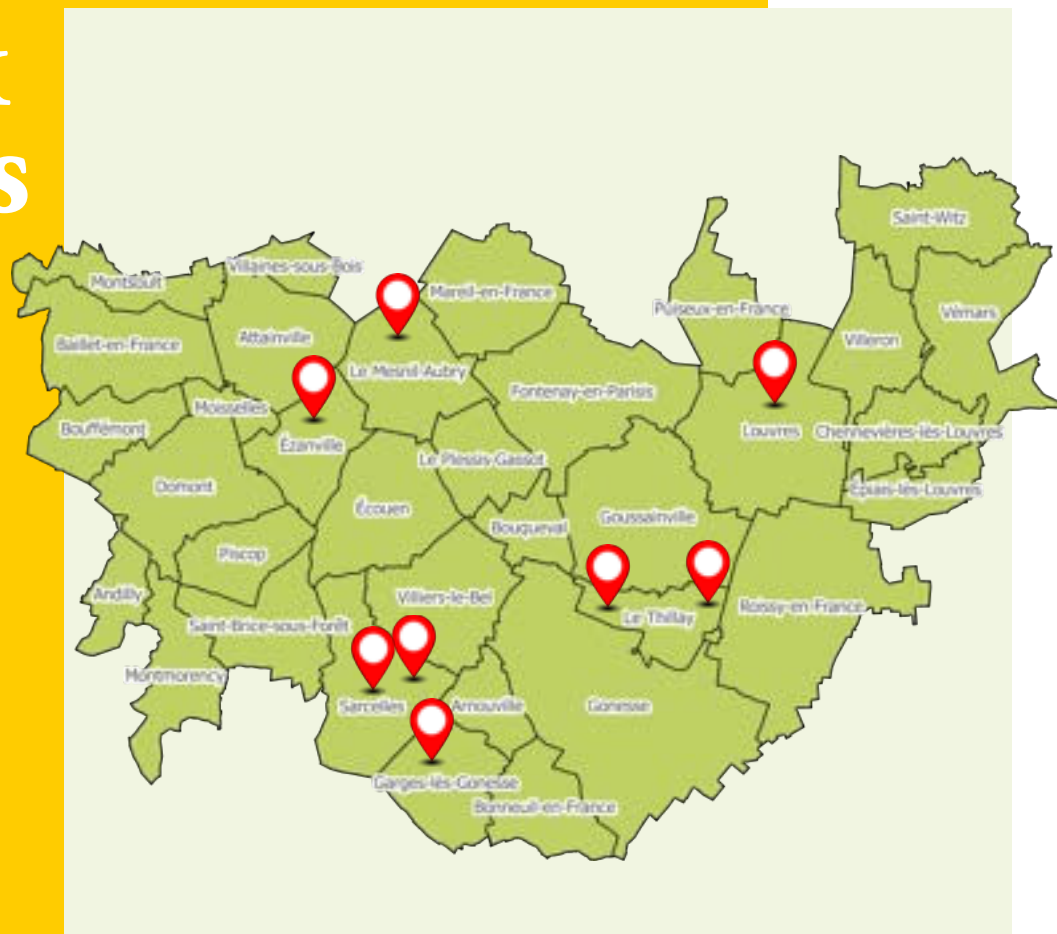 s
Saint-Witz
Villaines-sous-Bois
Montsoult
Mareil-en-France
Puiseux-en-France
Vémars
Attainville
Villeron
Baillet-en-France
Le Mesnil-Aubry
Fontenay-en-Parisis
Moisselles
Bouffémont
Louvres
Chennevières-lès-Louvres
Ézanville
Le Plessis-Gassot
Domont
Épiais-lès-Louvres
Écouen
Goussainville
Bouqueval
Piscop
Andilly
Villiers-le-Bel
Roissy-en-France
Le Thillay
Saint-Brice-sous-Forêt
Montmorency
Sarcelles
Arnouville
Gonesse
Garges-lès-Gonesse
Bonneuil-en-France